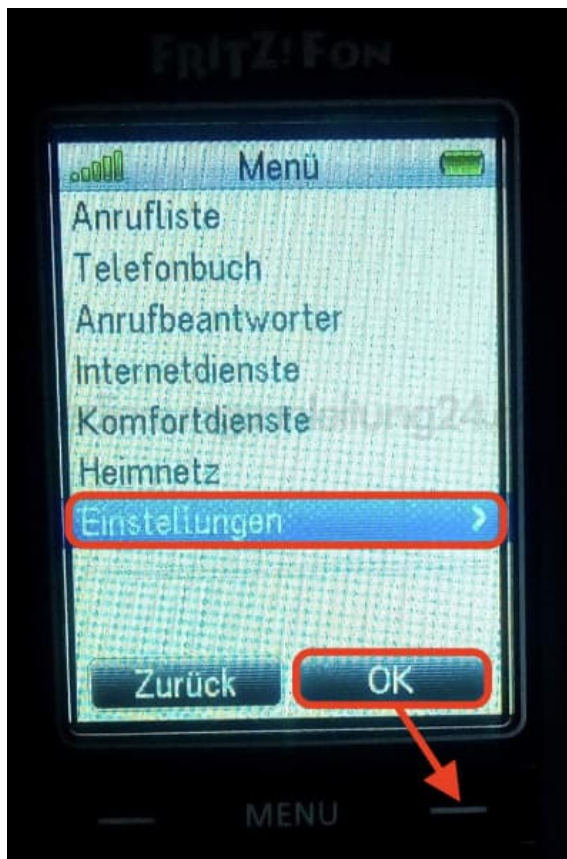 FRITZ!Fon
Menü
Anrufliste
Telefonbuch
Anrufbeantworter
Internetdienste
Komfortdienste
Heimnetz
Einstellungen
Zurück OK
MENU